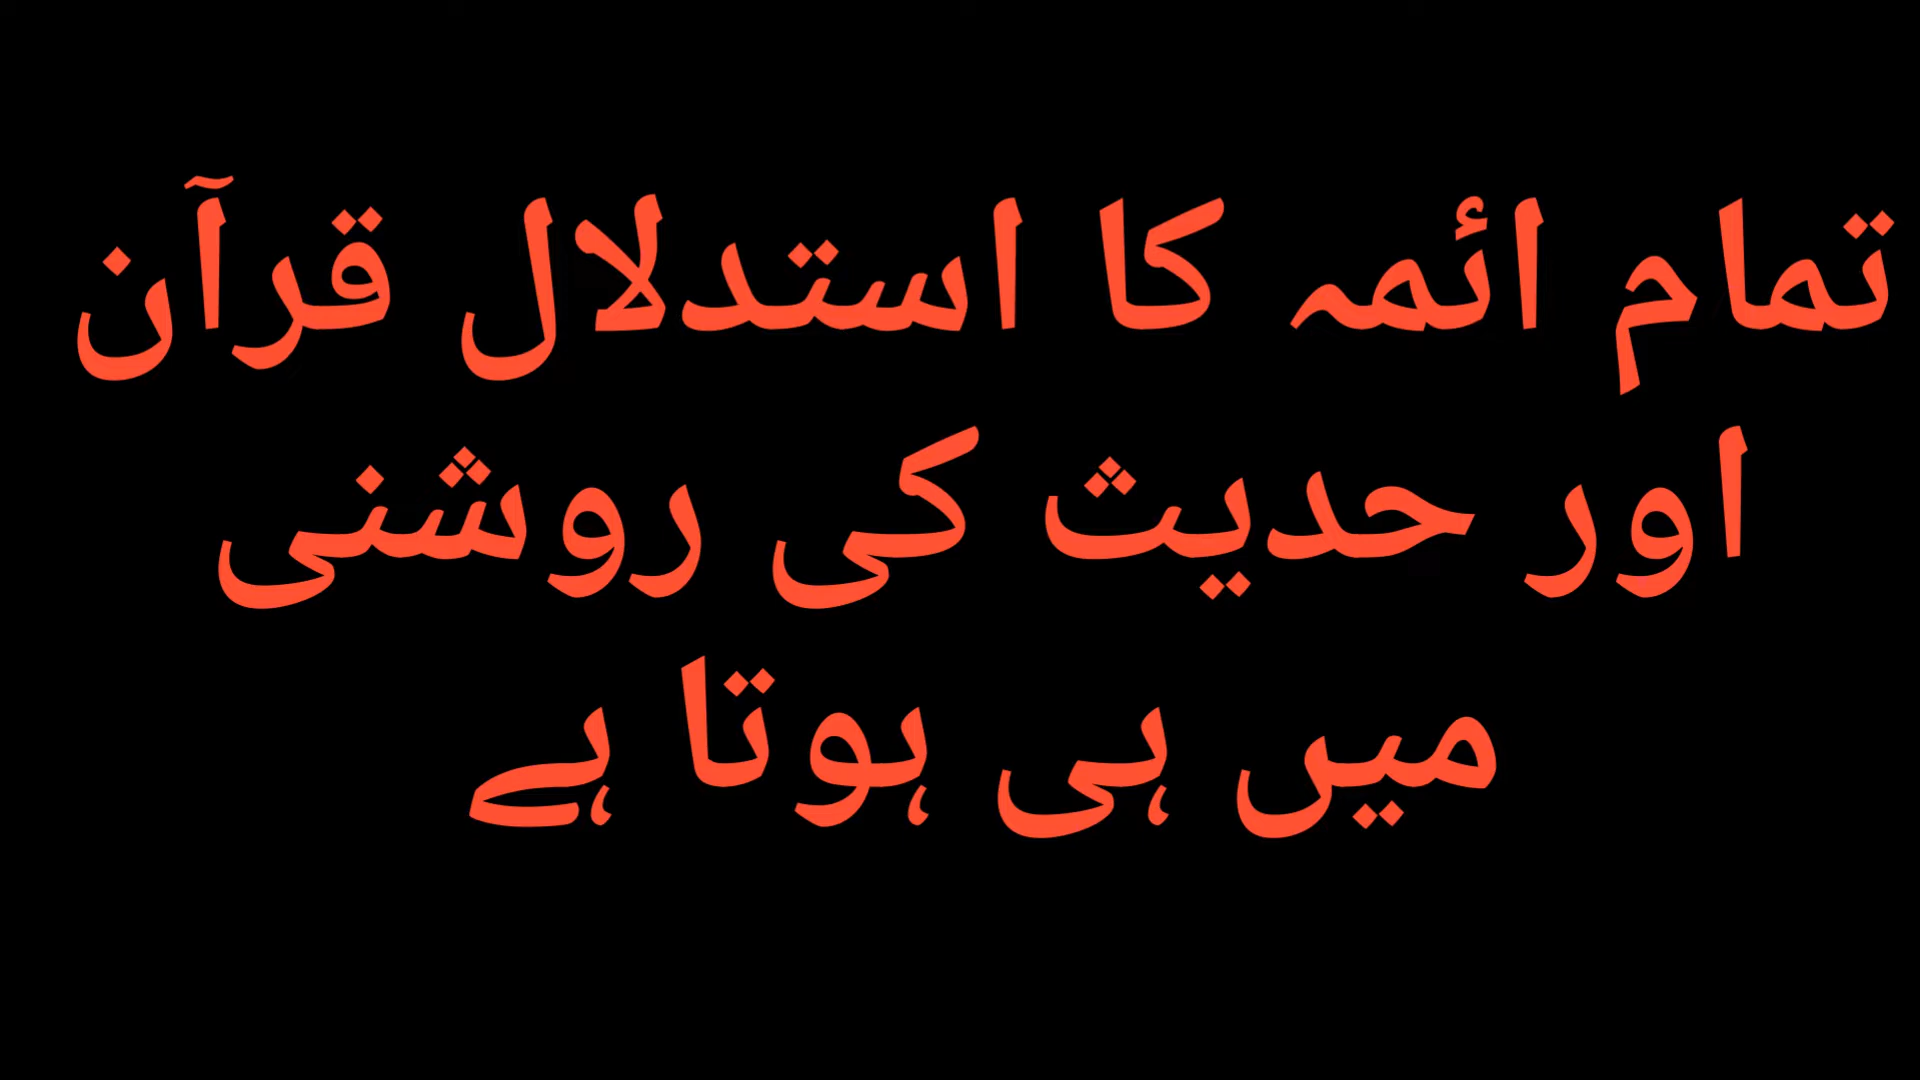 تمام ائمہ کا استدلال قرآن
اور حدیث کی روشنی
میں ہی ہوتا ہے